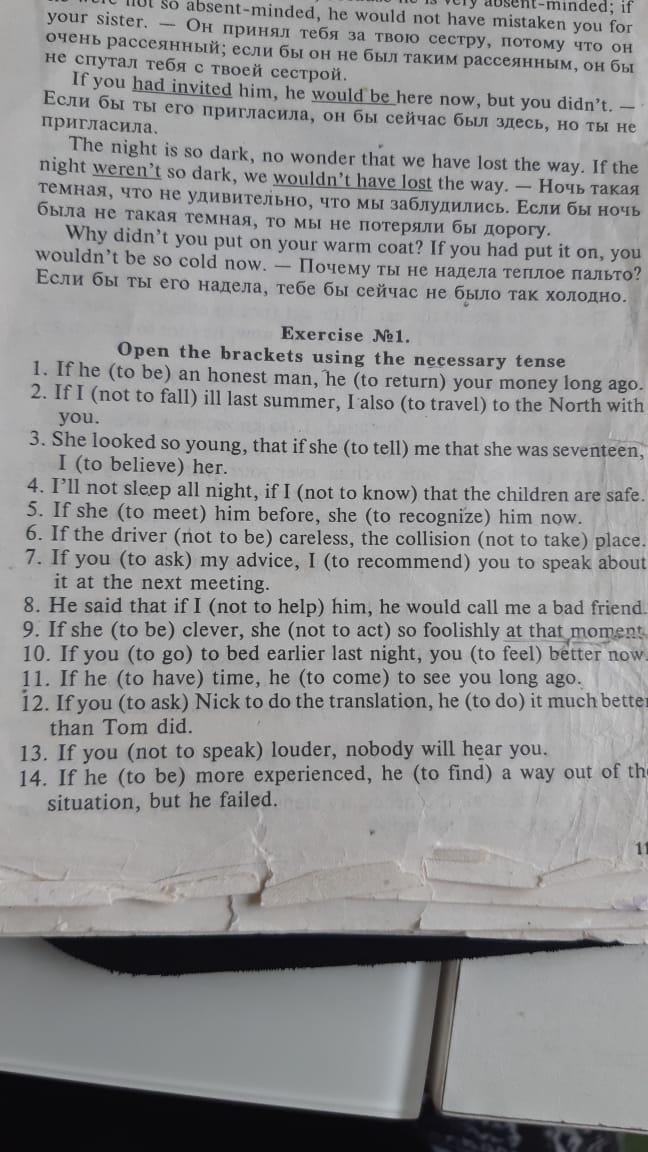 not so absent-minded, he would not have mistaken you for
your sister. — Он принял тебя за твою сестру, потому что он
очень рассеянный; если бы он не был таким рассеянным, он бы
не спутал тебя с твоей сестрой.
If you had invited him, he would be here now, but you didn't. —
Если бы ты его пригласила, он бы сейчас был здесь, но ты не
пригласила.
The night is so dark, no wonder that we have lost the way. If the
night weren't so dark, we wouldn't have lost the way. — Ночь такая
темная, что не удивительно, что мы заблудились. Если бы ночь
была не такая темная, то мы не потеряли бы дорогу.
Why didn't you put on your warm coat? If you had put it on, you
wouldn't be so cold now. — Почему ты не надела теплое пальто?
Если бы ты его надела, тебе бы сейчас не было так холодно.
Exercise №1.
Open the brackets using the necessary tense
1. If he (to be) an honest man, he (to return) your money long ago.
2. If I (not to fall) ill last summer, I also (to travel) to the North with
you.
3. She looked so young, that if she (to tell) me that she was seventeen,
I (to believe) her.
4. I'll not sleep all night, if I (not to know) that the children are safe.
5. If she (to meet) him before, she (to recognize) him now.
6. If the driver (not to be) careless, the collision (not to take) place.
7. If you (to ask) my advice, I (to recommend) you to speak about
it at the next meeting.
8. He said that if I (not to help) him, he would call me a bad friend.
9. If she (to be) clever, she (not to act) so foolishly at that moment.
10. If you (to go) to bed earlier last night, you (to feel) better now.
11. If he (to have) time, he (to come) to see you long ago.
12. If you (to ask) Nick to do the translation, he (to do) it much better
than Tom did.
13. If you (not to speak) louder, nobody will hear you.
14. If he (to be) more experienced, he (to find) a way out of th
situation, but he failed.
11